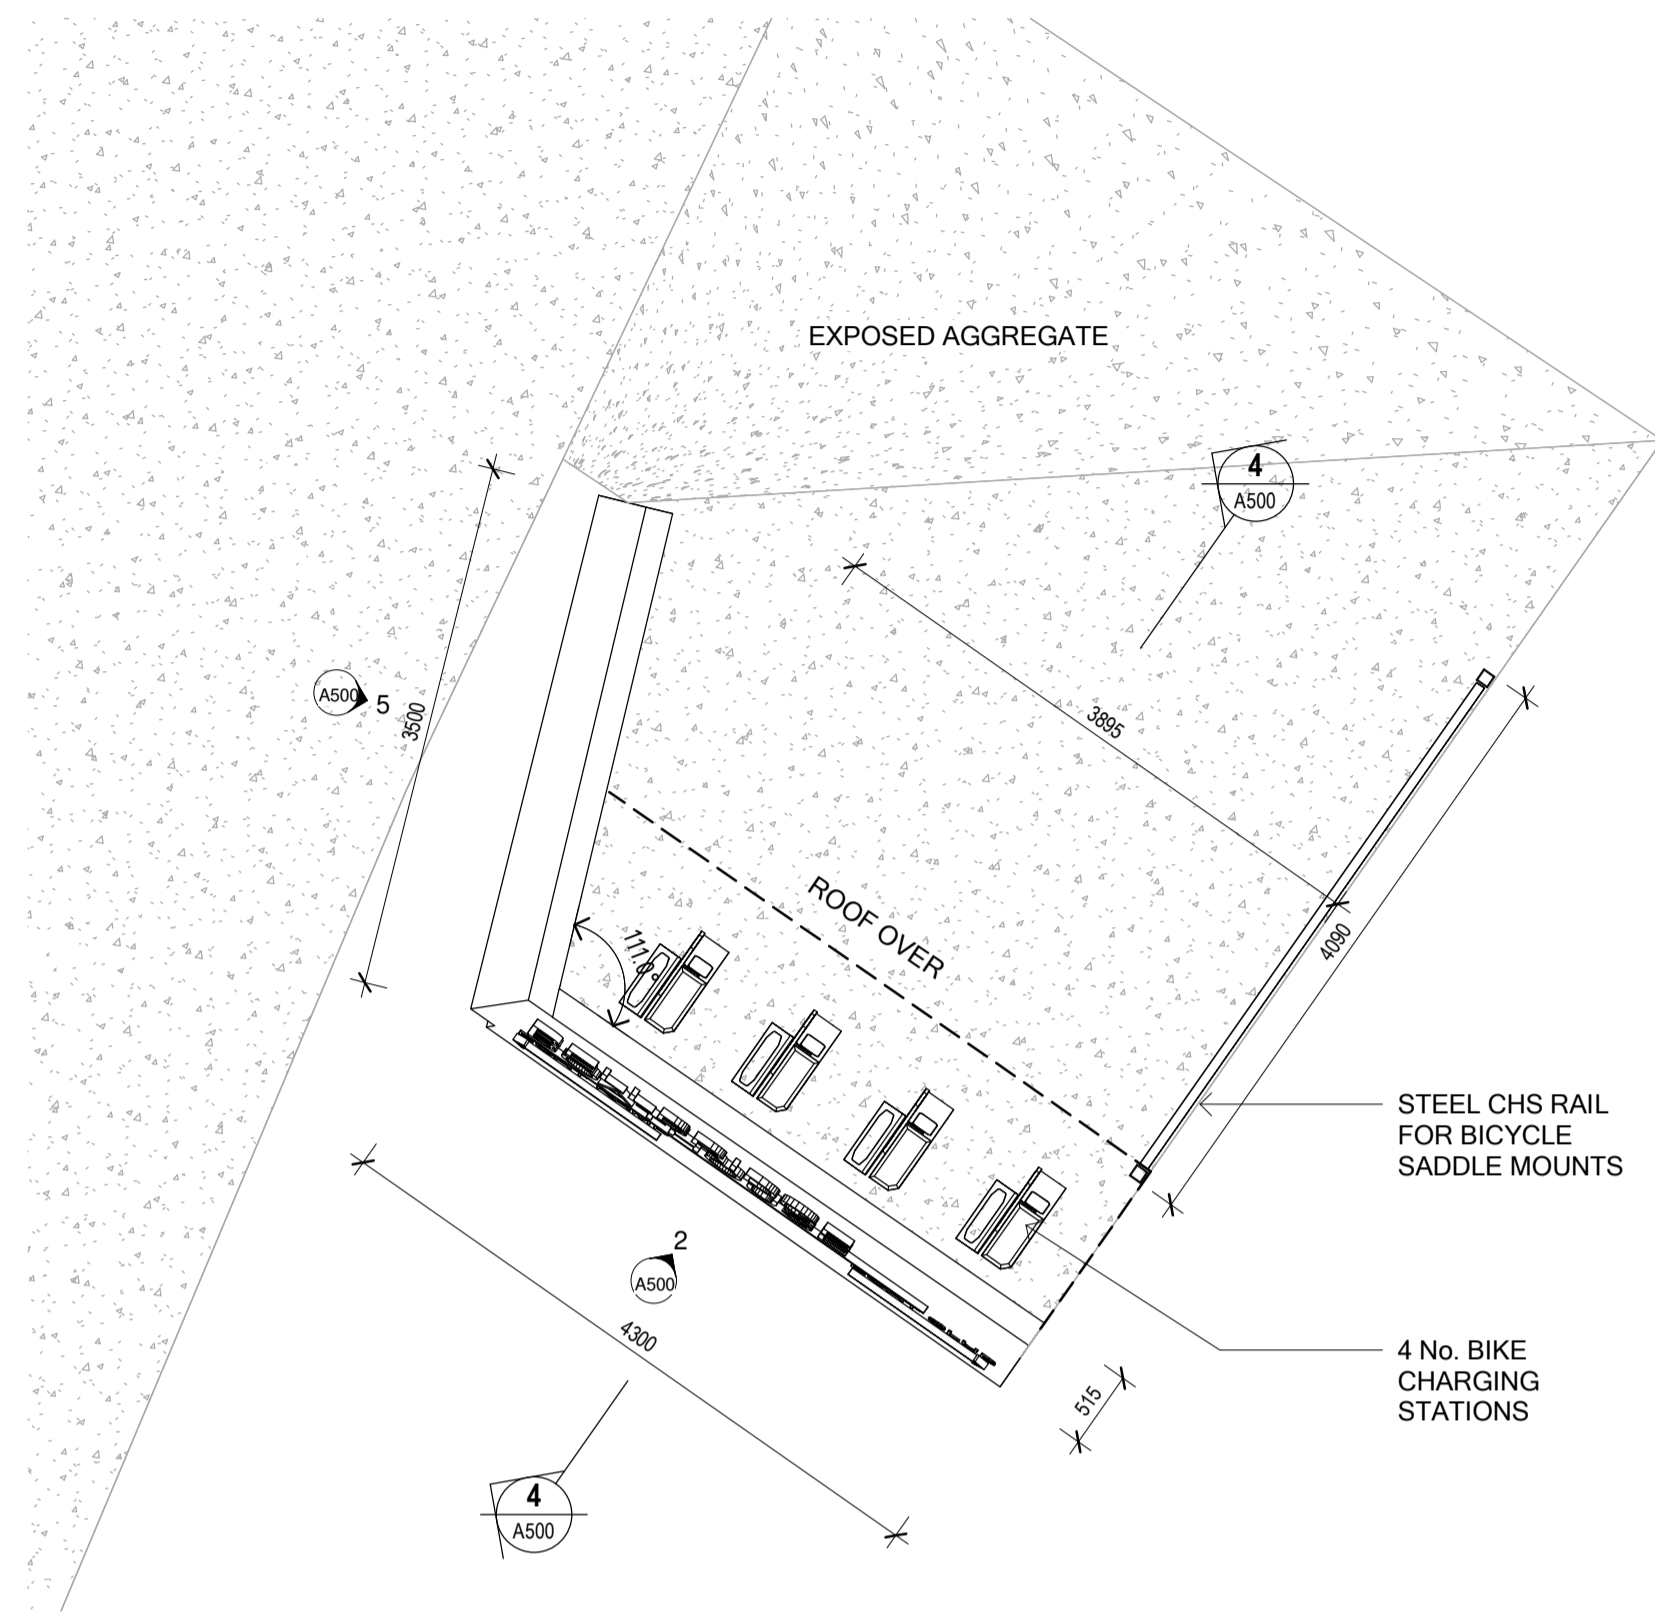 EXPOSED AGGREGATE
4
A500
A500
5
3500
3895
ROOF OVER
4090
111.0°
STEEL CHS RAIL
FOR BICYCLE
SADDLE MOUNTS
2
A500
4300
4 No. BIKE
CHARGING
STATIONS
515
4
A500